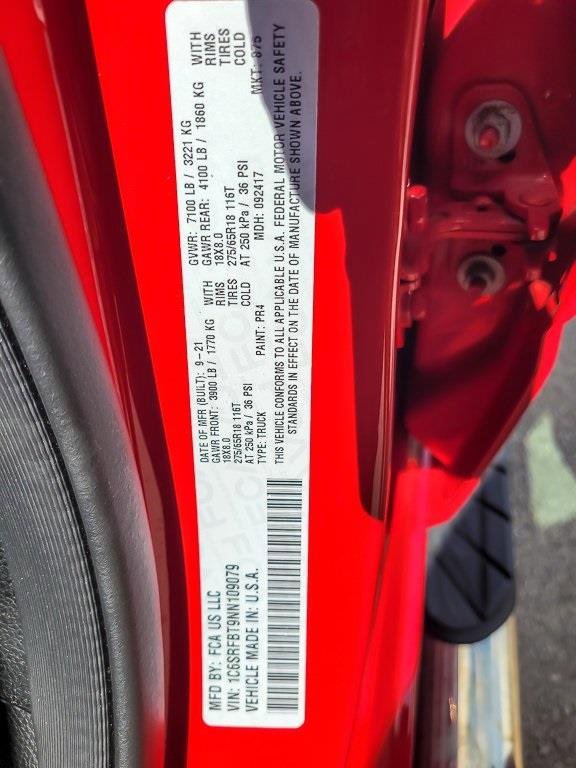 MFD BY: FCA US LLC
DATE OF MFR (BUILT): 9-21
GVWR: 7100 LB / 3221 KG
GAWR FRONT: 3900 LB / 1770 KG WITH
GAWR REAR: 4100 LB / 1860 KG WITH
18X8.0 RIMS
18X8.0 RIMS
275/65R18 116T TIRES
275/65R18 116T TIRES
AT 250 kPa / 36 PSI COLD
AT 250 kPa / 36 PSI COLD
TYPE: TRUCK
PAINT: PR4
MDH: 092417
MKT: 875
THIS VEHICLE CONFORMS TO ALL APPLICABLE U.S.A. FEDERAL MOTOR VEHICLE SAFETY
STANDARDS IN EFFECT ON THE DATE OF MANUFACTURE SHOWN ABOVE.
VIN: 1C6SRFBT9NN109079
VEHICLE MADE IN: U.S.A.